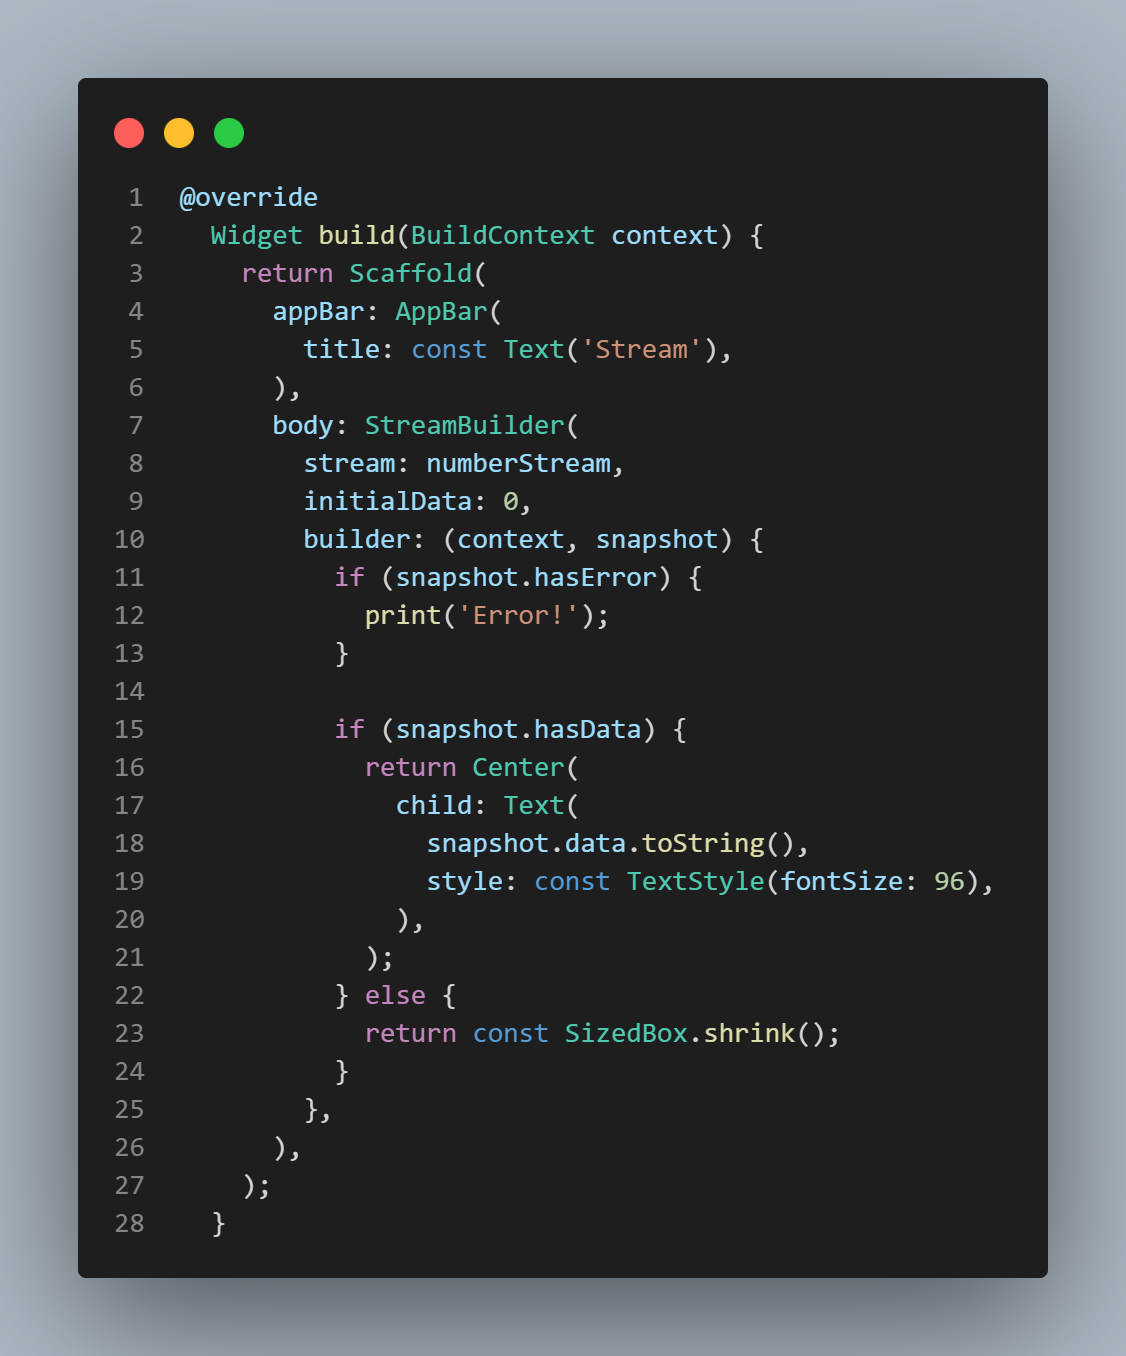 1 @override
2   Widget build(BuildContext context) {
3     return Scaffold(
4       appBar: AppBar(
5         title: const Text('Stream'),
6       ),
7       body: StreamBuilder(
8         stream: numberStream,
9         initialData: 0,
10         builder: (context, snapshot) {
11           if (snapshot.hasError) {
12             print('Error!');
13           }
14
15           if (snapshot.hasData) {
16             return Center(
17               child: Text(
18                 snapshot.data.toString(),
19                 style: const TextStyle(fontSize: 96),
20               ),
21             );
22           } else {
23             return const SizedBox.shrink();
24           }
25         },
26       ),
27     );
28   }